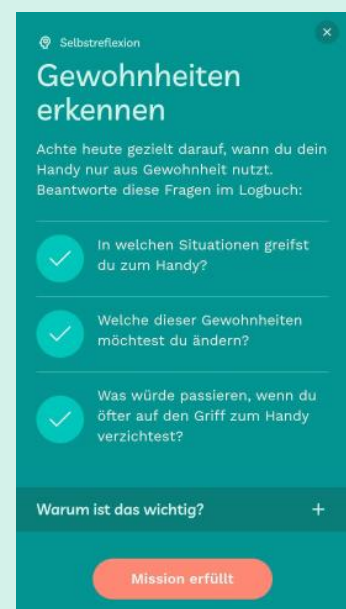 Selbstreflexion
Gewohnheiten
erkennen
Achte heute gezielt darauf, wann du dein
Handy nur aus Gewohnheit nutzt.
Beantworte diese Fragen im Logbuch:
In welchen Situationen greifst
du zum Handy?
Welche dieser Gewohnheiten
möchtest du ändern?
Was würde passieren, wenn du
öfter auf den Griff zum Handy
verzichtest?
Warum ist das wichtig? +
Mission erfüllt